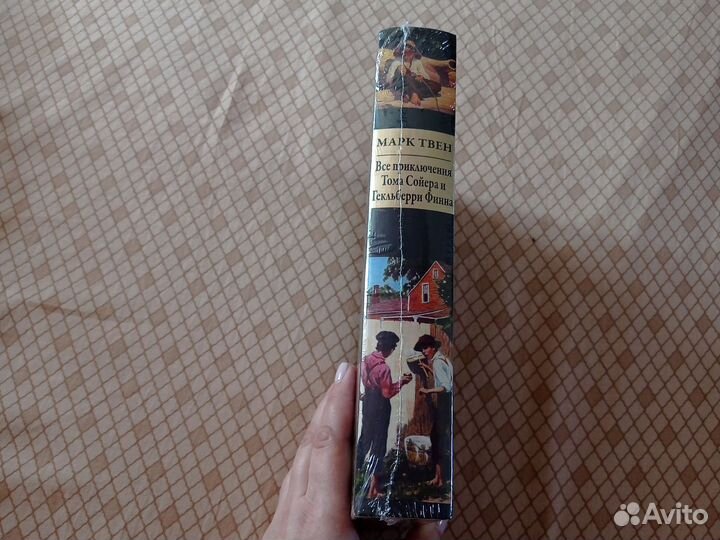 МАРК ТВЕН
Все приключения
Тома Сойера и
Гекльберри Финна
Avito